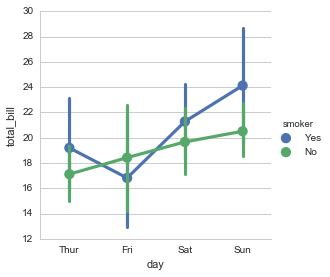 30
28
26
24
22
20
18
16
14
12
total_bill
Thur Fri Sat Sun
day
smoker
Yes
No